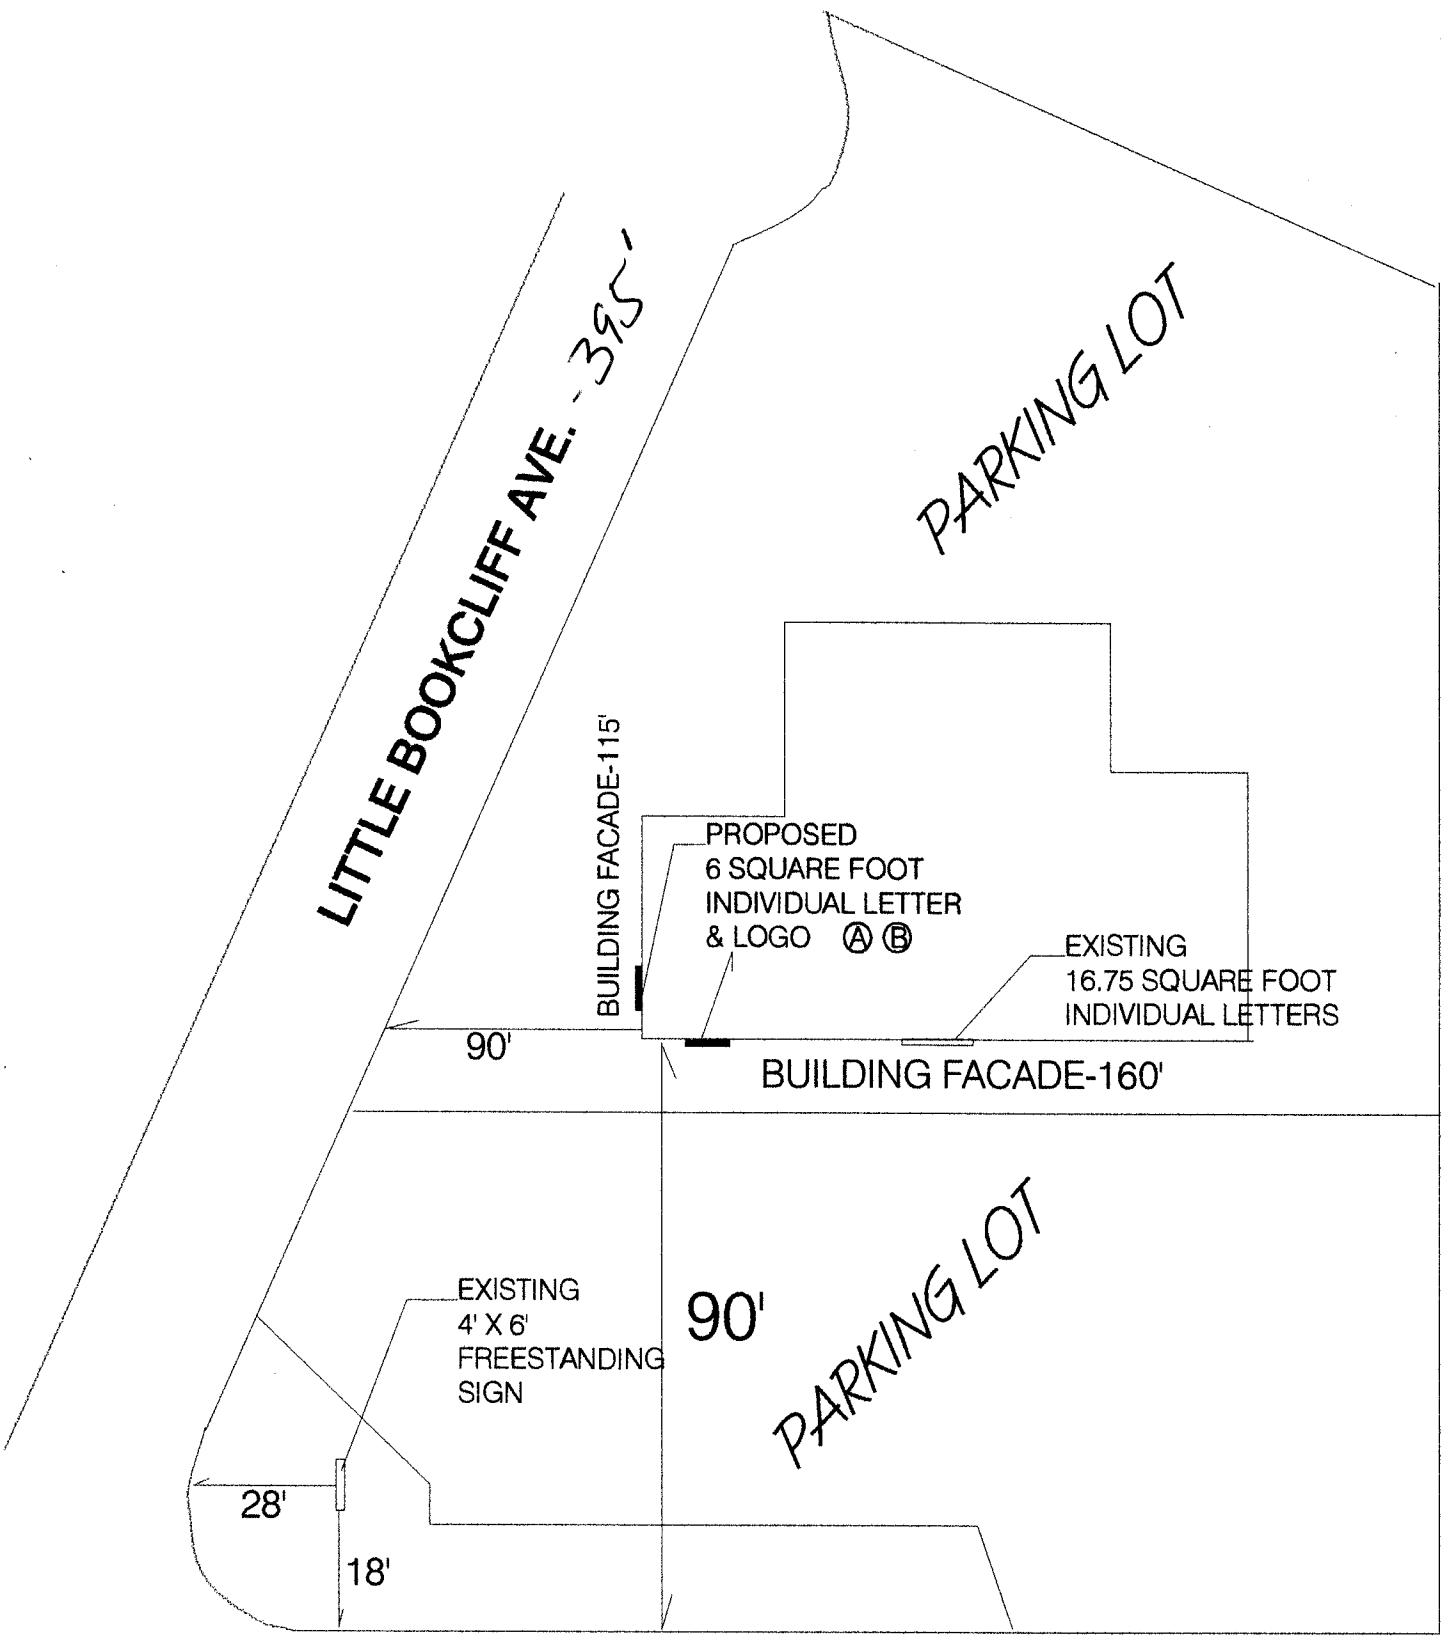 LITTLE BOOKCLIFF AVE. - 395'
PARKING LOT
BUILDING FACADE-115'
PROPOSED
6 SQUARE FOOT
INDIVIDUAL LETTER
& LOGO Ⓐ Ⓑ
EXISTING
16.75 SQUARE FOOT
INDIVIDUAL LETTERS
90'
BUILDING FACADE-160'
EXISTING
4' X 6'
FREESTANDING
SIGN
90'
PARKING LOT
28'
18'